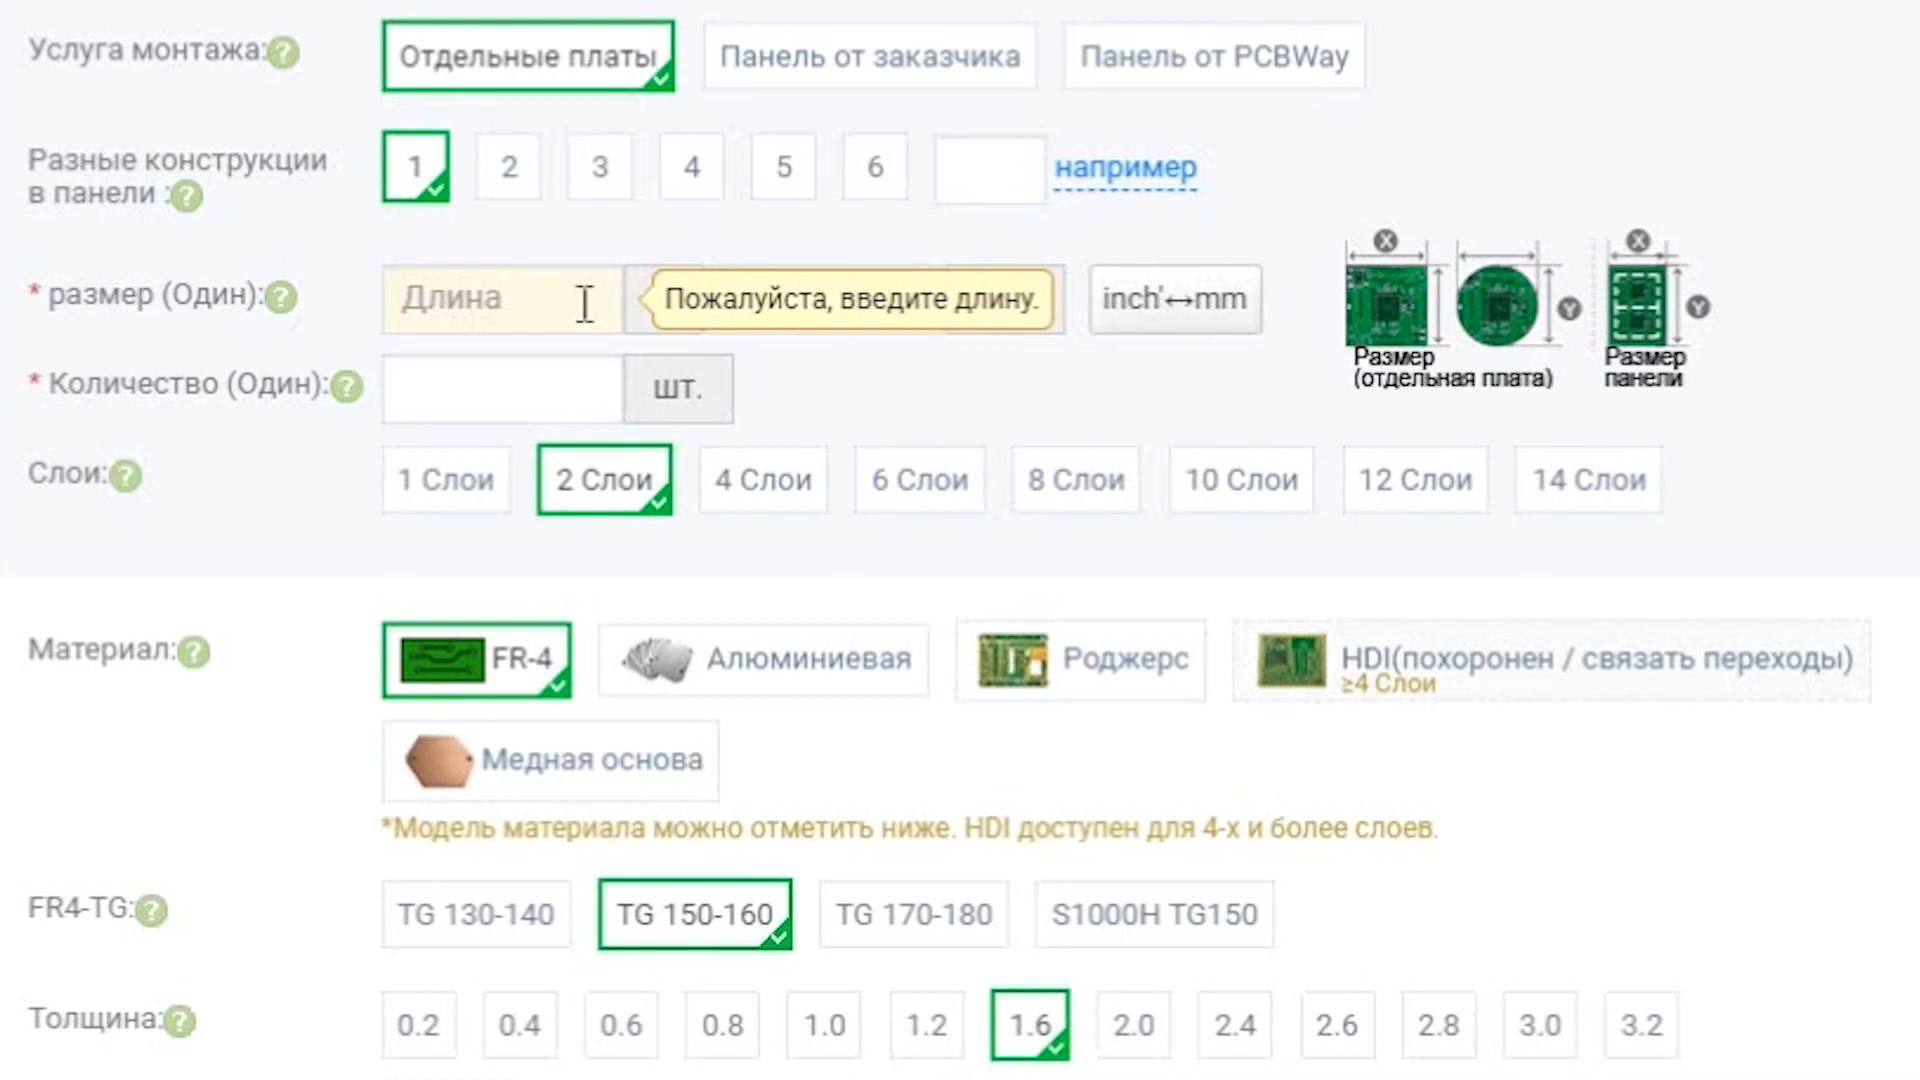 Услуга монтажа: ? Отдельные платы Панель от заказчика Панель от PCBWay
Разные конструкции
в панели : ? 1 2 3 4 5 6 например
* размер (Один): ? Длина Пожалуйста, введите длину. inch'↔mm
X X
Y Y
Размер
(отдельная плата)
Размер
панели
* Количество (Один): ? шт.
Слои: ? 1 Слои 2 Слои 4 Слои 6 Слои 8 Слои 10 Слои 12 Слои 14 Слои
Материал: ? FR-4 Алюминиевая Роджерс HDI(похоронен / связать переходы)
≥4 Слои
Медная основа
*Модель материала можно отметить ниже. HDI доступен для 4-х и более слоев.
FR4-TG: ? TG 130-140 TG 150-160 TG 170-180 S1000H TG150
Толщина: ? 0.2 0.4 0.6 0.8 1.0 1.2 1.6 2.0 2.4 2.6 2.8 3.0 3.2